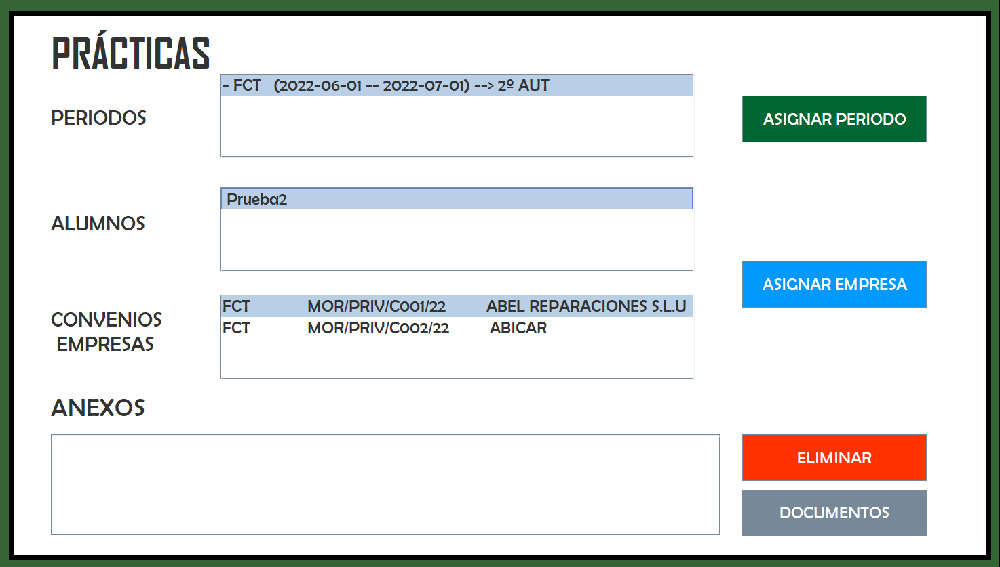 PRÁCTICAS
- FCT (2022-06-01 -- 2022-07-01) --> 2º AUT
PERIODOS
ASIGNAR PERIODO
Prueba2
ALUMNOS
ASIGNAR EMPRESA
CONVENIOS
EMPRESAS
FCT MOR/PRIV/C001/22 ABEL REPARACIONES S.L.U
FCT MOR/PRIV/C002/22 ABICAR
ANEXOS
ELIMINAR
DOCUMENTOS